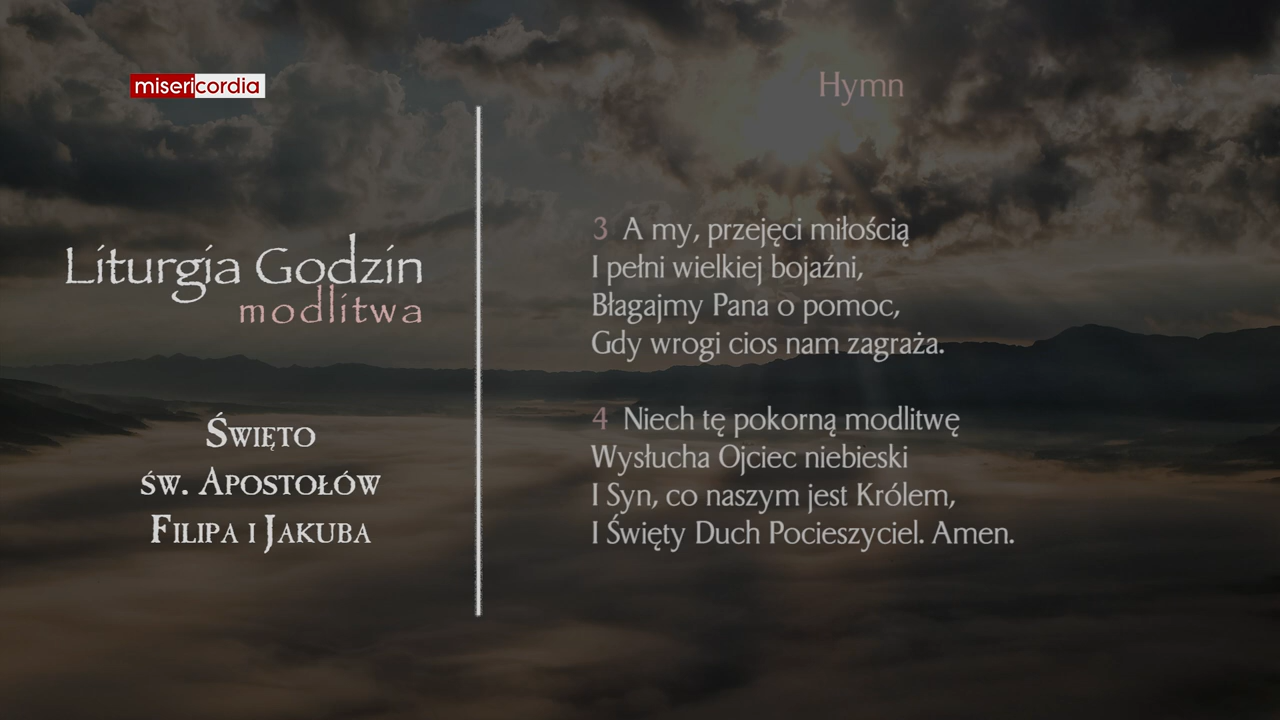 misericordia
Liturgia Godzin
modlitwa
Święto
św. Apostołów
Filipa i Jakuba
Hymn
3 A my, przejęci miłością
I pełni wielkiej bojaźni,
Błagajmy Pana o pomoc,
Gdy wrogi cios nam zagraża.
4 Niech tę pokorną modlitwę
Wysłucha Ojciec niebieski
I Syn, co naszym jest Królem,
I Święty Duch Pocieszyciel. Amen.